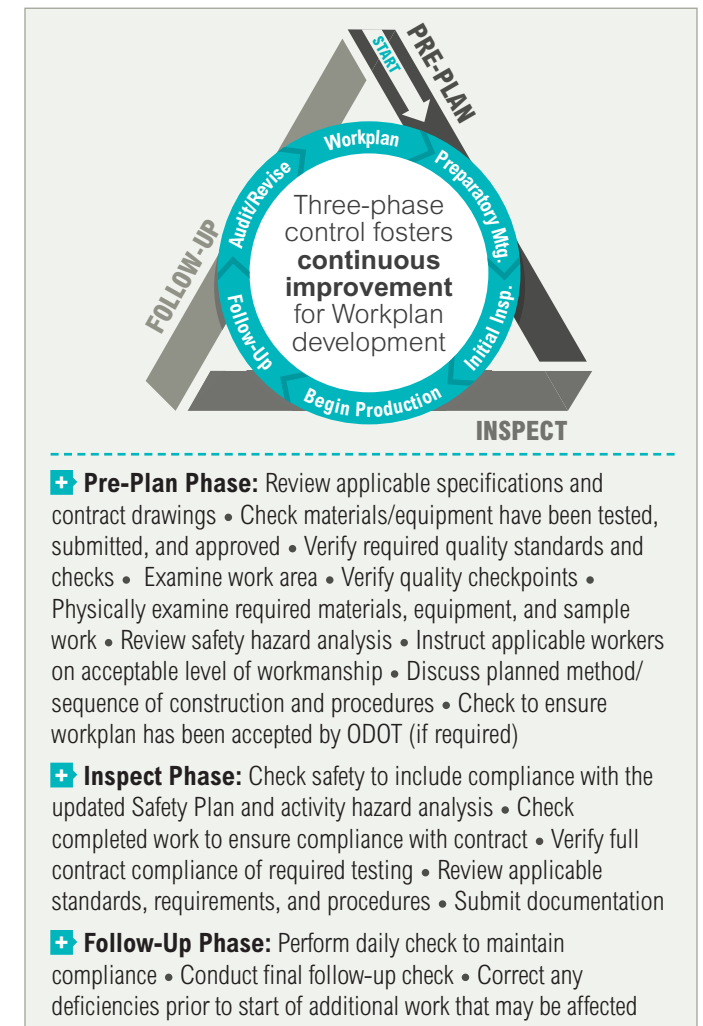 START
PRE-PLAN
Workplan
Preparatory Mtg.
Initial Insp.
Begin Production
Follow-Up
Audit/Revise
Three-phase
control fosters
continuous
improvement
for Workplan
development
FOLLOW-UP
INSPECT
Pre-Plan Phase: Review applicable specifications and
contract drawings • Check materials/equipment have been tested,
submitted, and approved • Verify required quality standards and
checks • Examine work area • Verify quality checkpoints •
Physically examine required materials, equipment, and sample
work • Review safety hazard analysis • Instruct applicable workers
on acceptable level of workmanship • Discuss planned method/
sequence of construction and procedures • Check to ensure
workplan has been accepted by ODOT (if required)
Inspect Phase: Check safety to include compliance with the
updated Safety Plan and activity hazard analysis • Check
completed work to ensure compliance with contract • Verify full
contract compliance of required testing • Review applicable
standards, requirements, and procedures • Submit documentation
Follow-Up Phase: Perform daily check to maintain
compliance • Conduct final follow-up check • Correct any
deficiencies prior to start of additional work that may be affected